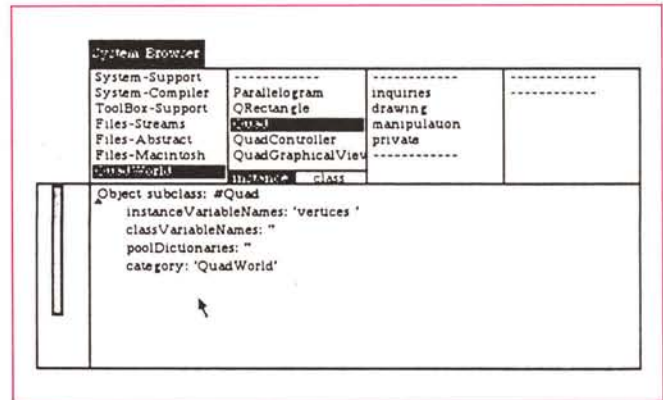 System Browser
System-Support
System-Compiler
ToolBox-Support
Files-Streams
Files-Abstract
Files-Macintosh
QuadWorld
------------
Parallelogram
QRectangle
Quad
QuadController
QuadGraphicalView
instance class
------------
inquiries
drawing
manipulation
private
------------
------------
------------
Object subclass: #Quad
instanceVariableNames: 'vertices '
classVariableNames: ''
poolDictionaries: ''
category: 'QuadWorld'